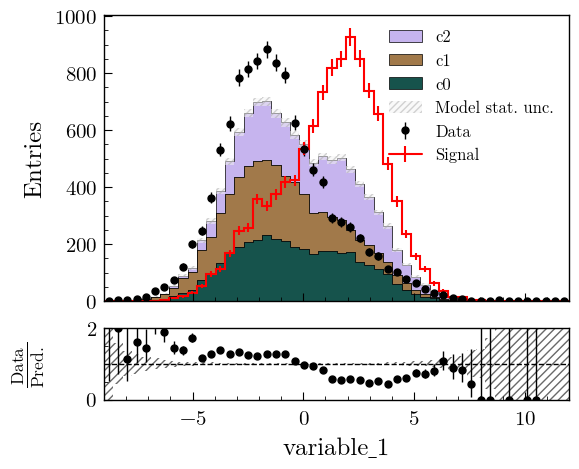 1000
800
600
400
200
0
Entries
c2
c1
c0
Model stat. unc.
Data
Signal
2
0
Data
Pred.
−5
0
5
10
variable_1